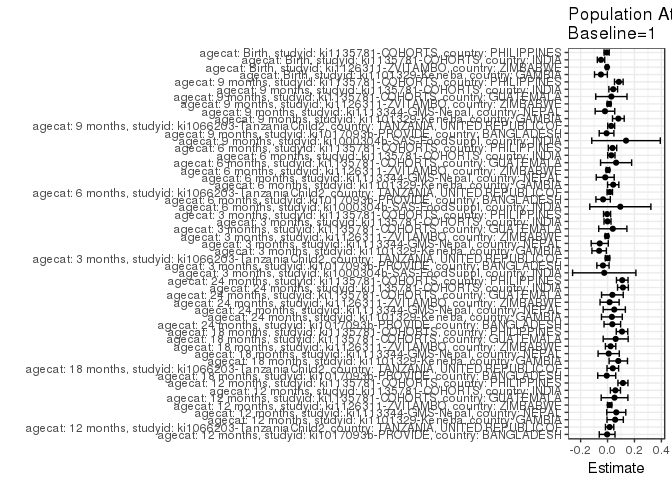 Population At
Baseline=1
agecat: Birth, studyid: ki1135781-COHORTS, country: PHILIPPINES
agecat: Birth, studyid: ki1135781-COHORTS, country: INDIA
agecat: Birth, studyid: ki1126311-ZVITAMBO, country: ZIMBABWE
agecat: Birth, studyid: ki1101329-Keneba, country: GAMBIA
agecat: 9 months, studyid: ki1135781-COHORTS, country: PHILIPPINES
agecat: 9 months, studyid: ki1135781-COHORTS, country: INDIA
agecat: 9 months, studyid: ki1135781-COHORTS, country: GUATEMALA
agecat: 9 months, studyid: ki1126311-ZVITAMBO, country: ZIMBABWE
agecat: 9 months, studyid: ki1113344-GMS-Nepal, country: NEPAL
agecat: 9 months, studyid: ki1101329-Keneba, country: GAMBIA
agecat: 9 months, studyid: ki1066203-TanzaniaChild2, country: TANZANIA, UNITED REPUBLIC OF
agecat: 9 months, studyid: ki1017093b-PROVIDE, country: BANGLADESH
agecat: 9 months, studyid: ki1000304b-SAS-FoodSuppl, country: INDIA
agecat: 6 months, studyid: ki1135781-COHORTS, country: PHILIPPINES
agecat: 6 months, studyid: ki1135781-COHORTS, country: INDIA
agecat: 6 months, studyid: ki1135781-COHORTS, country: GUATEMALA
agecat: 6 months, studyid: ki1126311-ZVITAMBO, country: ZIMBABWE
agecat: 6 months, studyid: ki1113344-GMS-Nepal, country: NEPAL
agecat: 6 months, studyid: ki1101329-Keneba, country: GAMBIA
agecat: 6 months, studyid: ki1066203-TanzaniaChild2, country: TANZANIA, UNITED REPUBLIC OF
agecat: 6 months, studyid: ki1017093b-PROVIDE, country: BANGLADESH
agecat: 6 months, studyid: ki1000304b-SAS-FoodSuppl, country: INDIA
agecat: 3 months, studyid: ki1135781-COHORTS, country: PHILIPPINES
agecat: 3 months, studyid: ki1135781-COHORTS, country: INDIA
agecat: 3 months, studyid: ki1135781-COHORTS, country: GUATEMALA
agecat: 3 months, studyid: ki1126311-ZVITAMBO, country: ZIMBABWE
agecat: 3 months, studyid: ki1113344-GMS-Nepal, country: NEPAL
agecat: 3 months, studyid: ki1101329-Keneba, country: GAMBIA
agecat: 3 months, studyid: ki1066203-TanzaniaChild2, country: TANZANIA, UNITED REPUBLIC OF
agecat: 3 months, studyid: ki1017093b-PROVIDE, country: BANGLADESH
agecat: 3 months, studyid: ki1000304b-SAS-FoodSuppl, country: INDIA
agecat: 24 months, studyid: ki1135781-COHORTS, country: PHILIPPINES
agecat: 24 months, studyid: ki1135781-COHORTS, country: INDIA
agecat: 24 months, studyid: ki1135781-COHORTS, country: GUATEMALA
agecat: 24 months, studyid: ki1126311-ZVITAMBO, country: ZIMBABWE
agecat: 24 months, studyid: ki1113344-GMS-Nepal, country: NEPAL
agecat: 24 months, studyid: ki1101329-Keneba, country: GAMBIA
agecat: 24 months, studyid: ki1017093b-PROVIDE, country: BANGLADESH
agecat: 18 months, studyid: ki1135781-COHORTS, country: PHILIPPINES
agecat: 18 months, studyid: ki1135781-COHORTS, country: GUATEMALA
agecat: 18 months, studyid: ki1126311-ZVITAMBO, country: ZIMBABWE
agecat: 18 months, studyid: ki1113344-GMS-Nepal, country: NEPAL
agecat: 18 months, studyid: ki1101329-Keneba, country: GAMBIA
agecat: 18 months, studyid: ki1066203-TanzaniaChild2, country: TANZANIA, UNITED REPUBLIC OF
agecat: 18 months, studyid: ki1017093b-PROVIDE, country: BANGLADESH
agecat: 12 months, studyid: ki1135781-COHORTS, country: PHILIPPINES
agecat: 12 months, studyid: ki1135781-COHORTS, country: INDIA
agecat: 12 months, studyid: ki1135781-COHORTS, country: GUATEMALA
agecat: 12 months, studyid: ki1126311-ZVITAMBO, country: ZIMBABWE
agecat: 12 months, studyid: ki1113344-GMS-Nepal, country: NEPAL
agecat: 12 months, studyid: ki1101329-Keneba, country: GAMBIA
agecat: 12 months, studyid: ki1066203-TanzaniaChild2, country: TANZANIA, UNITED REPUBLIC OF
agecat: 12 months, studyid: ki1017093b-PROVIDE, country: BANGLADESH
-0.2 0.0 0.2 0.4
Estimate